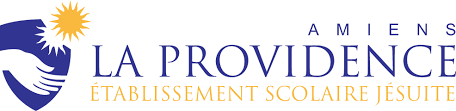 AMIENS
LA PROVIDENCE
ÉTABLISSEMENT SCOLAIRE JÉSUITE